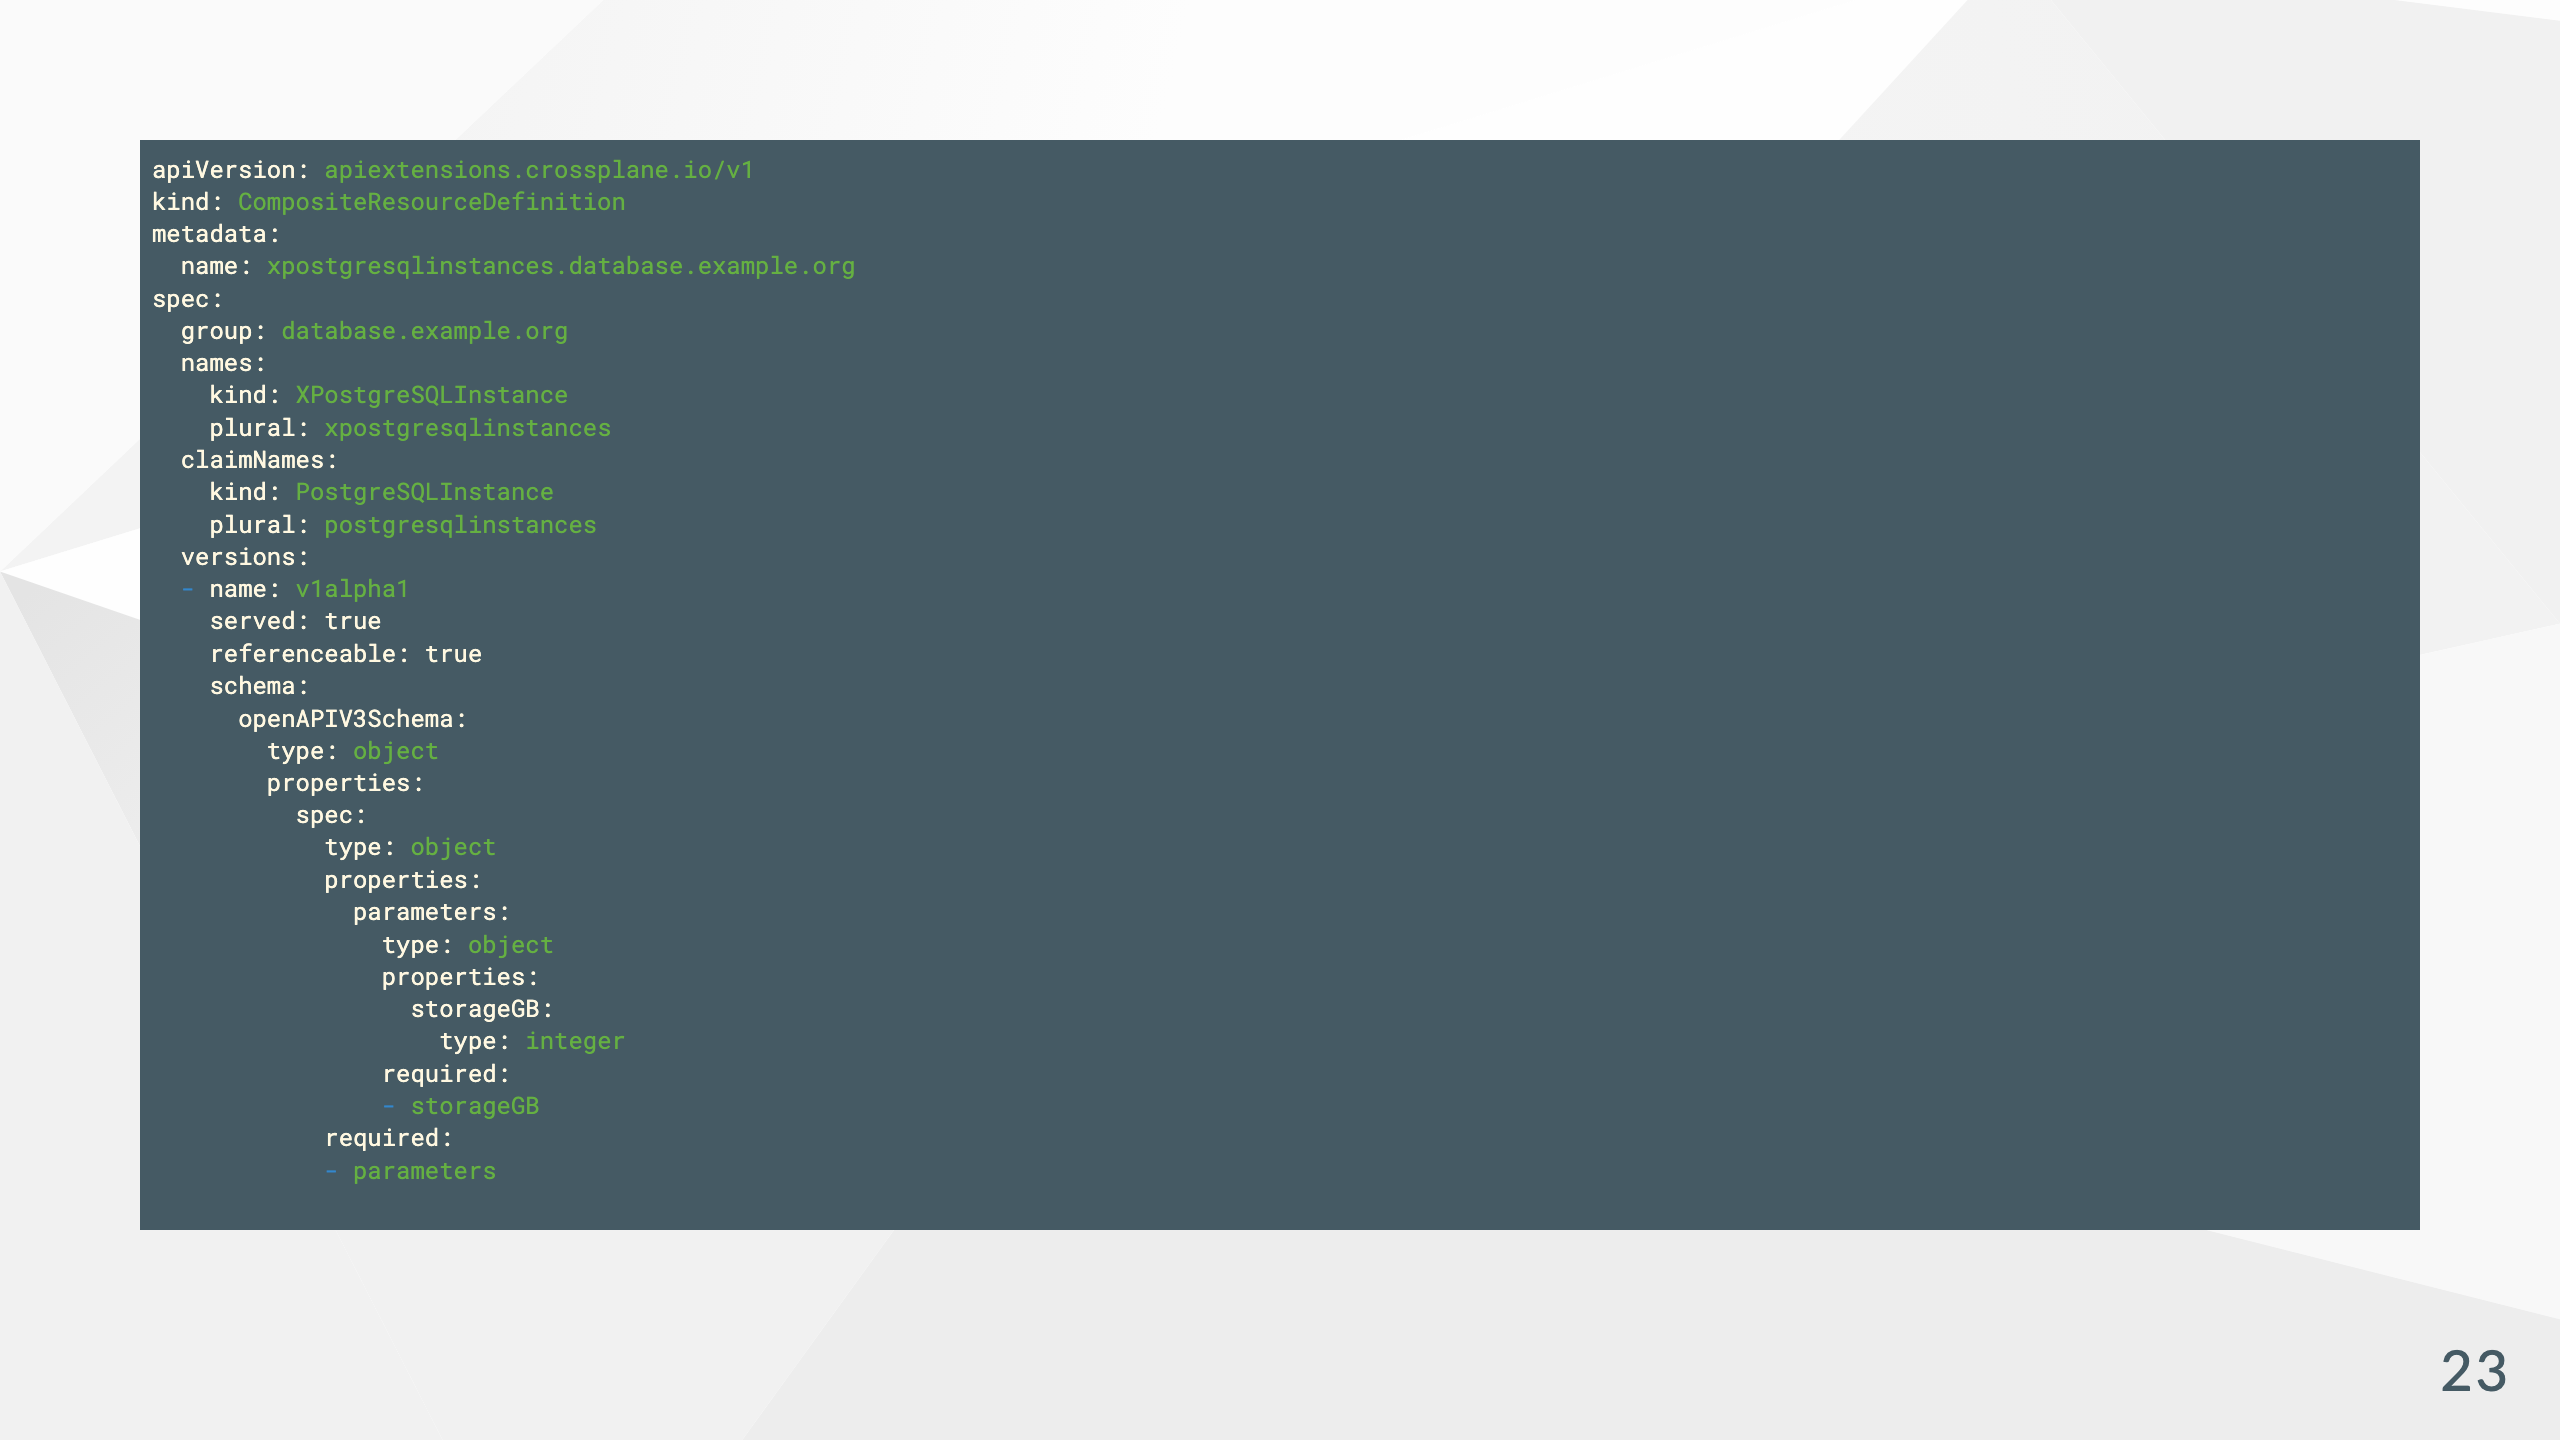 apiVersion: apiextensions.crossplane.io/v1
kind: CompositeResourceDefinition
metadata:
  name: xpostgresqlinstances.database.example.org
spec:
  group: database.example.org
  names:
    kind: XPostgreSQLInstance
    plural: xpostgresqlinstances
  claimNames:
    kind: PostgreSQLInstance
    plural: postgresqlinstances
  versions:
  - name: v1alpha1
    served: true
    referenceable: true
    schema:
      openAPIV3Schema:
        type: object
        properties:
          spec:
            type: object
            properties:
              parameters:
                type: object
                properties:
                  storageGB:
                    type: integer
                required:
                - storageGB
            required:
            - parameters
23